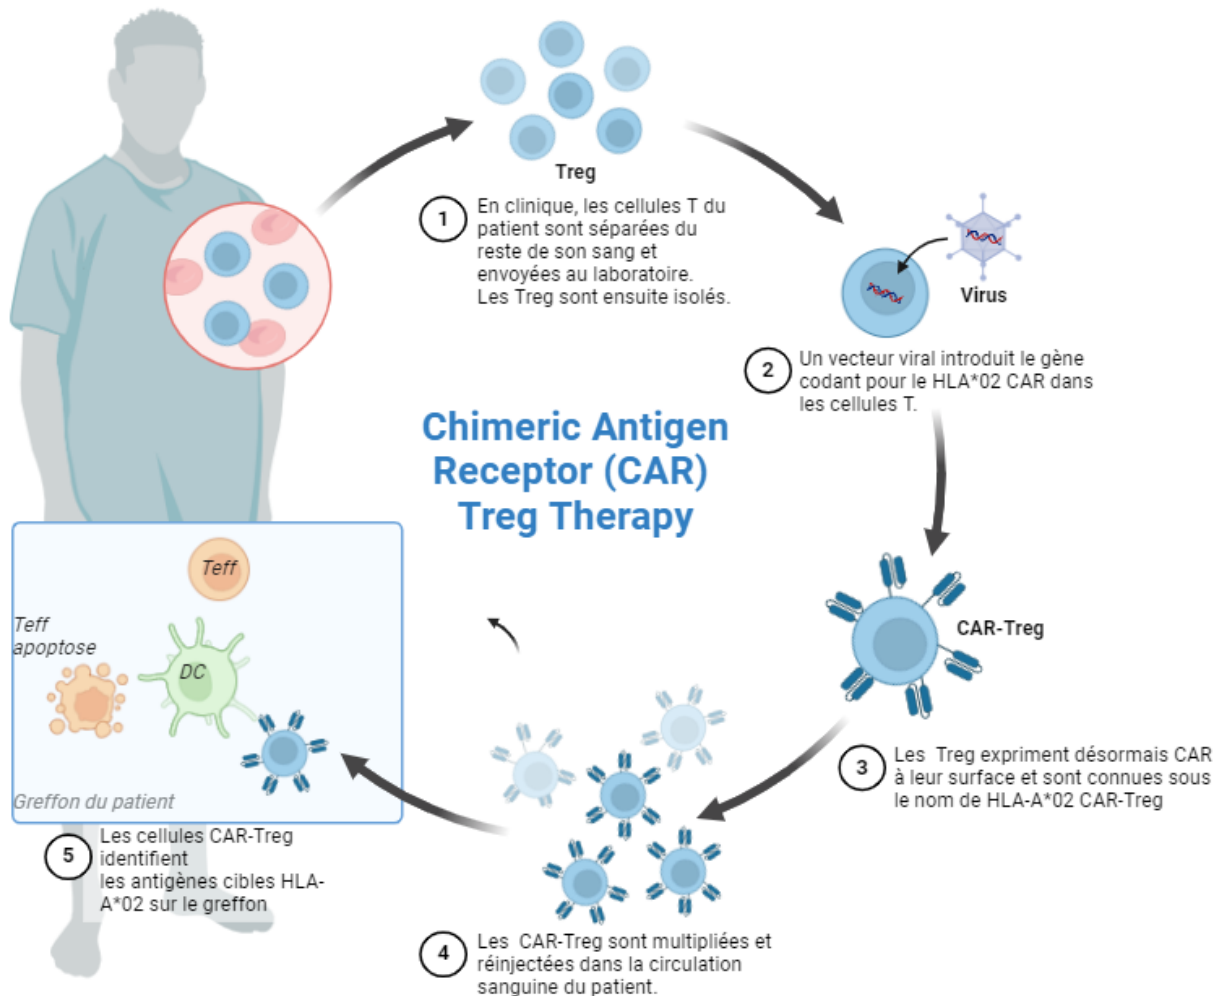 Treg
1
En clinique, les cellules T du
patient sont séparées du
reste de son sang et
envoyées au laboratoire.
Les Treg sont ensuite isolés.
Virus
2
Un vecteur viral introduit le gène
codant pour le HLA*02 CAR dans
les cellules T.
Chimeric Antigen
Receptor (CAR)
Treg Therapy
CAR-Treg
3
Les  Treg expriment désormais CAR
à leur surface et sont connues sous
le nom de HLA-A*02 CAR-Treg
4
Les  CAR-Treg sont multipliées et
réinjectées dans la circulation
sanguine du patient.
Teff
Teff
apoptose
DC
Greffon du patient
5
Les cellules CAR-Treg
identifient
les antigènes cibles HLA-
A*02 sur le greffon